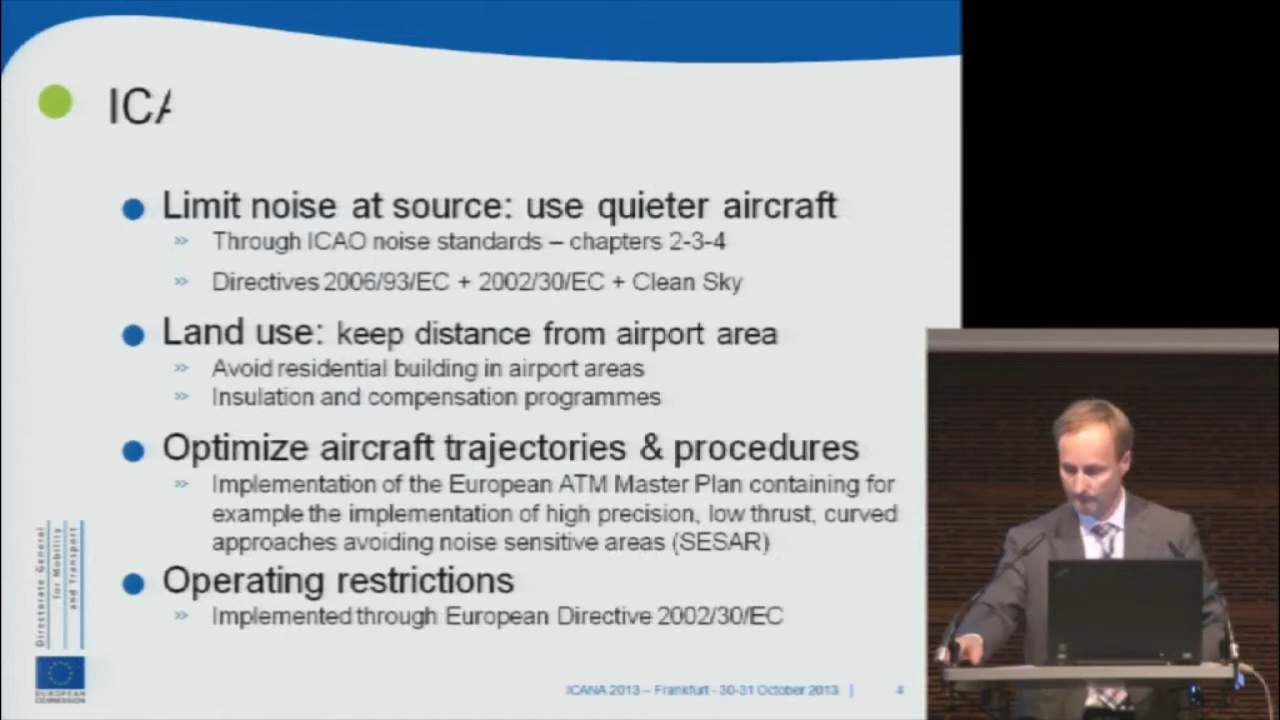 ICA
Limit noise at source: use quieter aircraft
» Through ICAO noise standards – chapters 2-3-4
» Directives 2006/93/EC + 2002/30/EC + Clean Sky
Land use: keep distance from airport area
» Avoid residential building in airport areas
» Insulation and compensation programmes
Optimize aircraft trajectories & procedures
» Implementation of the European ATM Master Plan containing for
example the implementation of high precision, low thrust, curved
approaches avoiding noise sensitive areas (SESAR)
Operating restrictions
» Implemented through European Directive 2002/30/EC
Directorate General
for Mobility
and Transport
EUROPEAN
COMMISSION
ICANA 2013 – Frankfurt - 30-31 October 2013 | 4